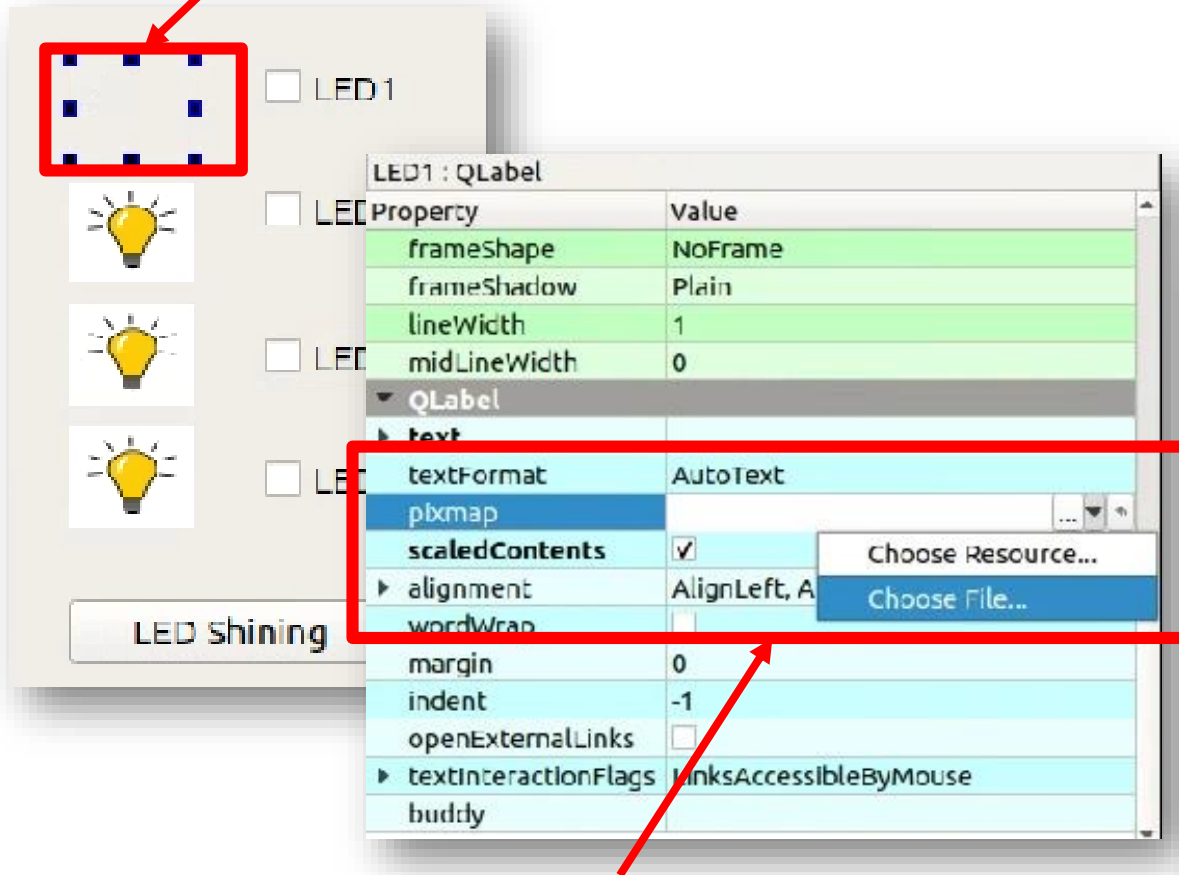 LED1
LED
LED
LE
LED Shining
LED1 : QLabel
Property Value
frameShape NoFrame
frameShadow Plain
lineWidth 1
midLineWidth 0
QLabel
text
textFormat AutoText
pixmap ...
scaledContents
Choose Resource...
alignment AlignLeft, A
Choose File...
wordWrap
margin 0
indent -1
openExternalLinks
textInteractionFlags LinksAccessibleByMouse
buddy